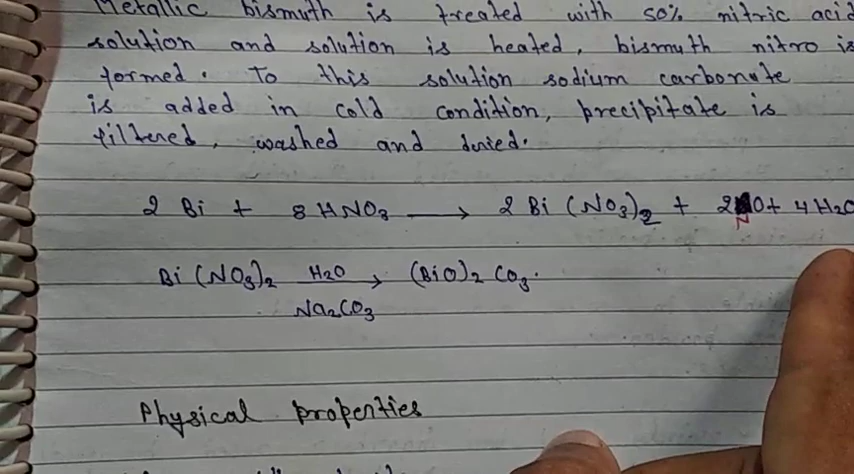 Metallic bismuth is treated with 50% nitric acid
solution and solution is heated, bismuth nitro is
formed. To this solution sodium carbonate
is added in cold condition, precipitate is
filtered, washed and dried.
2 Bi + 8 HNO3 → 2 Bi (NO3)2 + 2NO + 4 H2O
Bi (NO3)2 H2O → (BiO)2 CO3.
Na2CO3
Physical properties